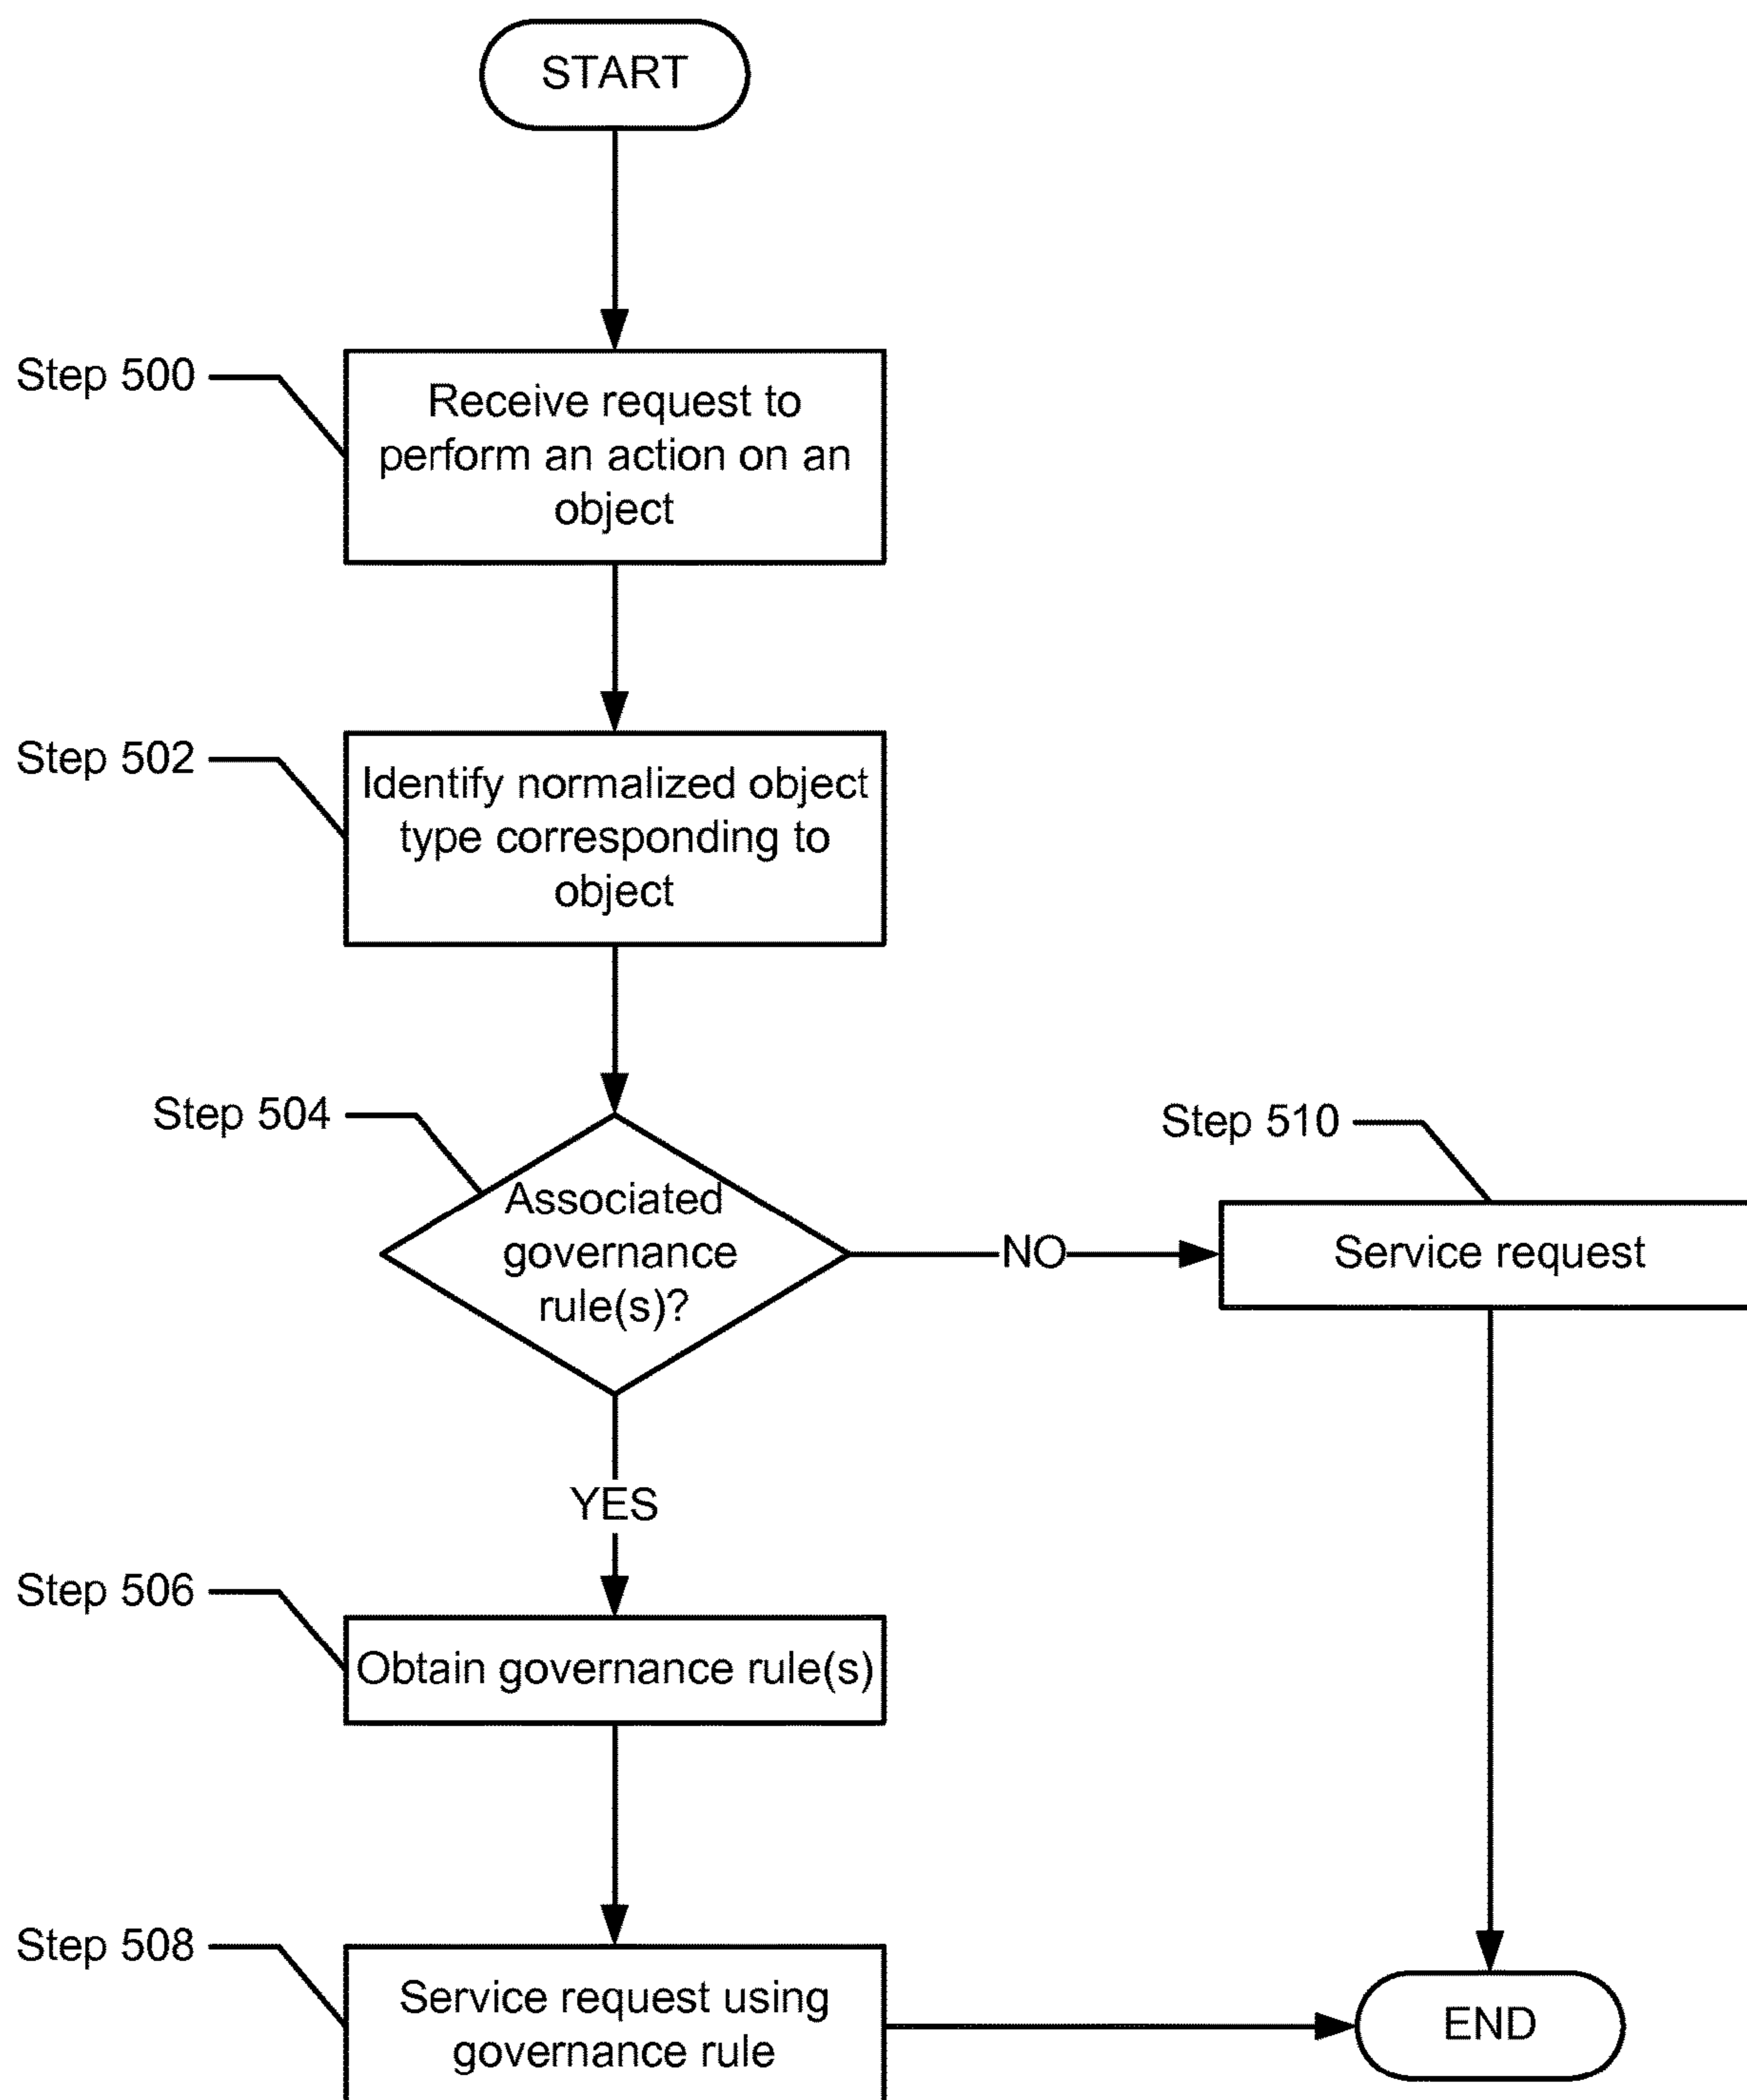 START
Step 500
Receive request to
perform an action on an
object
Step 502
Identify normalized object
type corresponding to
object
Step 504
Associated
governance
rule(s)?
NO
Step 510
Service request
YES
Step 506
Obtain governance rule(s)
Step 508
Service request using
governance rule
END